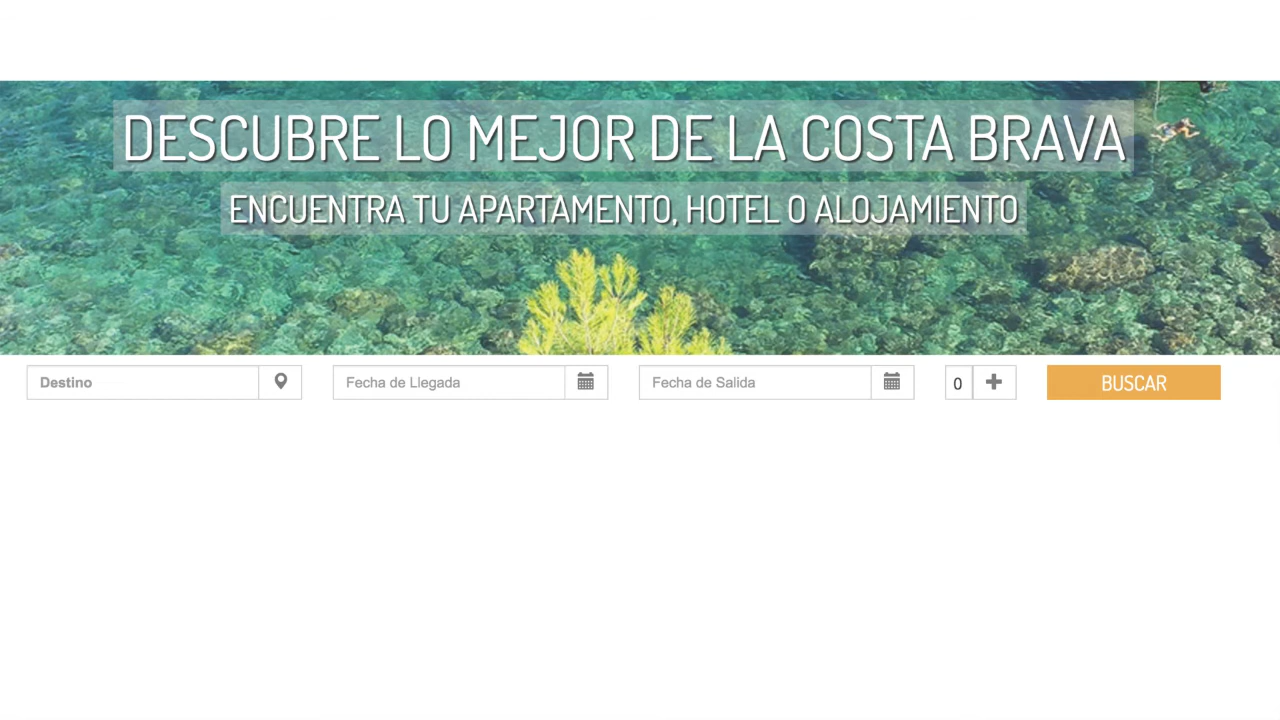 DESCUBRE LO MEJOR DE LA COSTA BRAVA
ENCUENTRA TU APARTAMENTO, HOTEL O ALOJAMIENTO
Destino
Fecha de Llegada
Fecha de Salida
0
BUSCAR